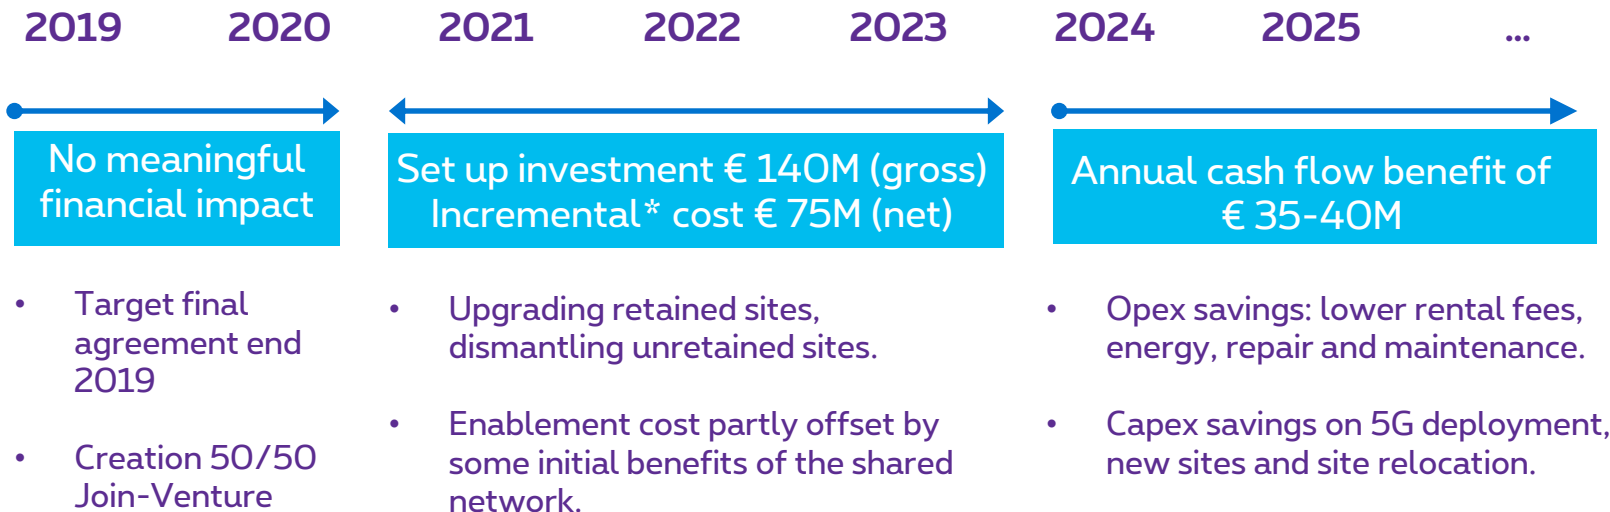 2019 2020 2021 2022 2023 2024 2025 ...
No meaningful
financial impact
Set up investment € 140M (gross)
Incremental* cost € 75M (net)
Annual cash flow benefit of
€ 35-40M
• Target final
agreement end
2019
• Creation 50/50
Join-Venture
• Upgrading retained sites,
dismantling unretained sites.
• Enablement cost partly offset by
some initial benefits of the shared
network.
• Opex savings: lower rental fees,
energy, repair and maintenance.
• Capex savings on 5G deployment,
new sites and site relocation.